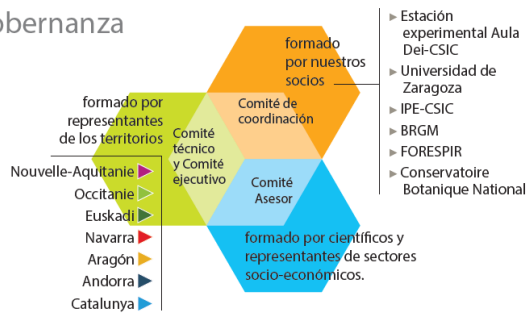 obernanza
formado
por nuestros
socios
Estación
experimental Aula
Dei-CSIC
Universidad de
Zaragoza
IPE-CSIC
BRGM
FORESPIR
Conservatoire
Botanique National
Comité de
coordinación
formado por
representantes
de los territorios
Comité
técnico
y Comité
ejecutivo
Nouvelle-Aquitanie
Occitanie
Euskadi
Navarra
Aragón
Andorra
Catalunya
Comité
Asesor
formado por científicos y
representantes de sectores
socio-económicos.